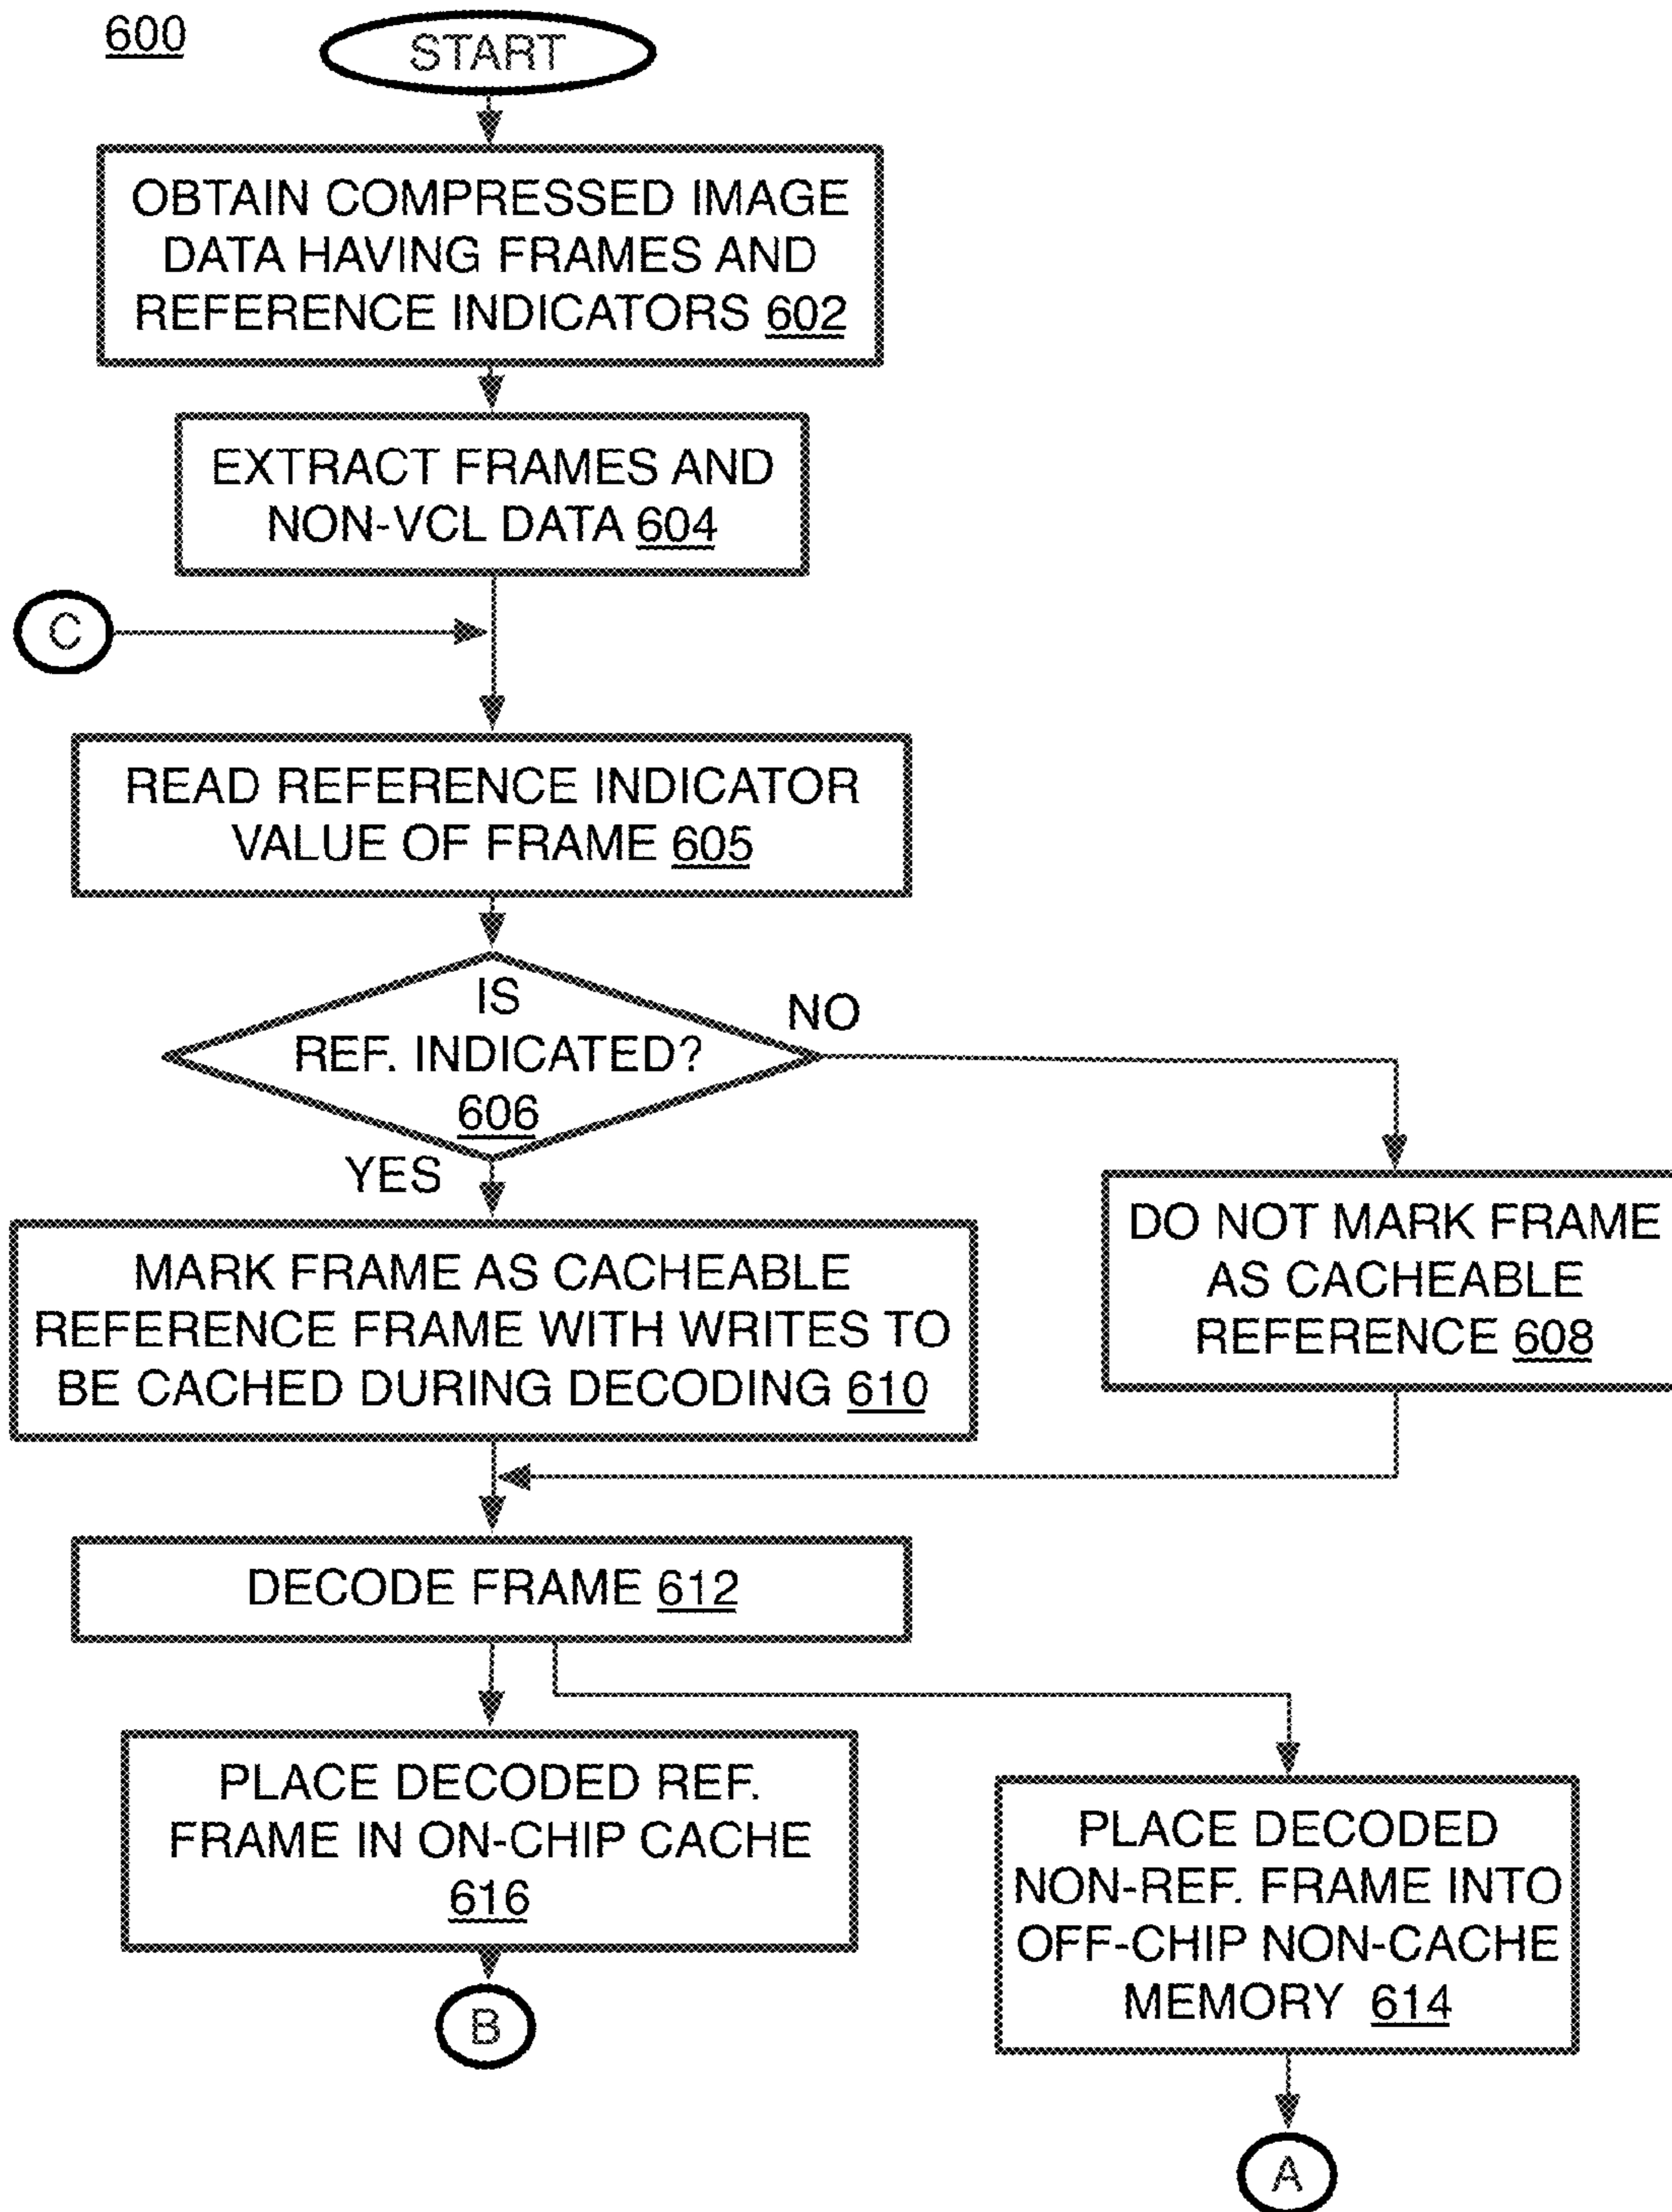 600
START
OBTAIN COMPRESSED IMAGE
DATA HAVING FRAMES AND
REFERENCE INDICATORS 602
EXTRACT FRAMES AND
NON-VCL DATA 604
C
READ REFERENCE INDICATOR
VALUE OF FRAME 605
IS
REF. INDICATED?
606
NO
YES
MARK FRAME AS CACHEABLE
REFERENCE FRAME WITH WRITES TO
BE CACHED DURING DECODING 610
DO NOT MARK FRAME
AS CACHEABLE
REFERENCE 608
DECODE FRAME 612
PLACE DECODED REF.
FRAME IN ON-CHIP CACHE
616
B
PLACE DECODED
NON-REF. FRAME INTO
OFF-CHIP NON-CACHE
MEMORY 614
A